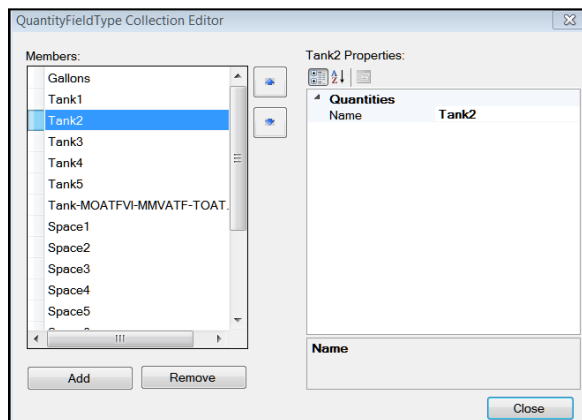 QuantityFieldType Collection Editor
Members:
Gallons
Tank1
Tank2
Tank3
Tank4
Tank5
Tank-MOATFVI-MMVATF-TOAT.
Space1
Space2
Space3
Space4
Space5
Add
Remove
Tank2 Properties:
Quantities
Name Tank2
Name
Close